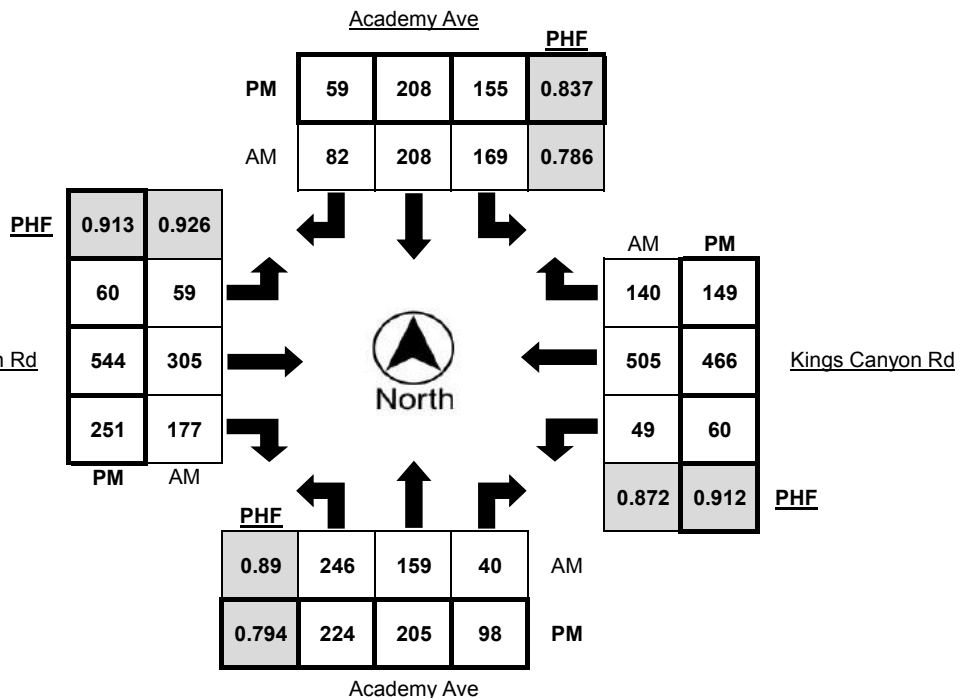 Academy Ave
PHF
PM 59 208 155 0.837
AM 82 208 169 0.786
PHF 0.913 0.926
AM PM
60 59
140 149
n Rd 544 305
505 466 Kings Canyon Rd
North
251 177
49 60
PM AM
0.872 0.912 PHF
PHF
0.89 246 159 40 AM
0.794 224 205 98 PM
Academy Ave